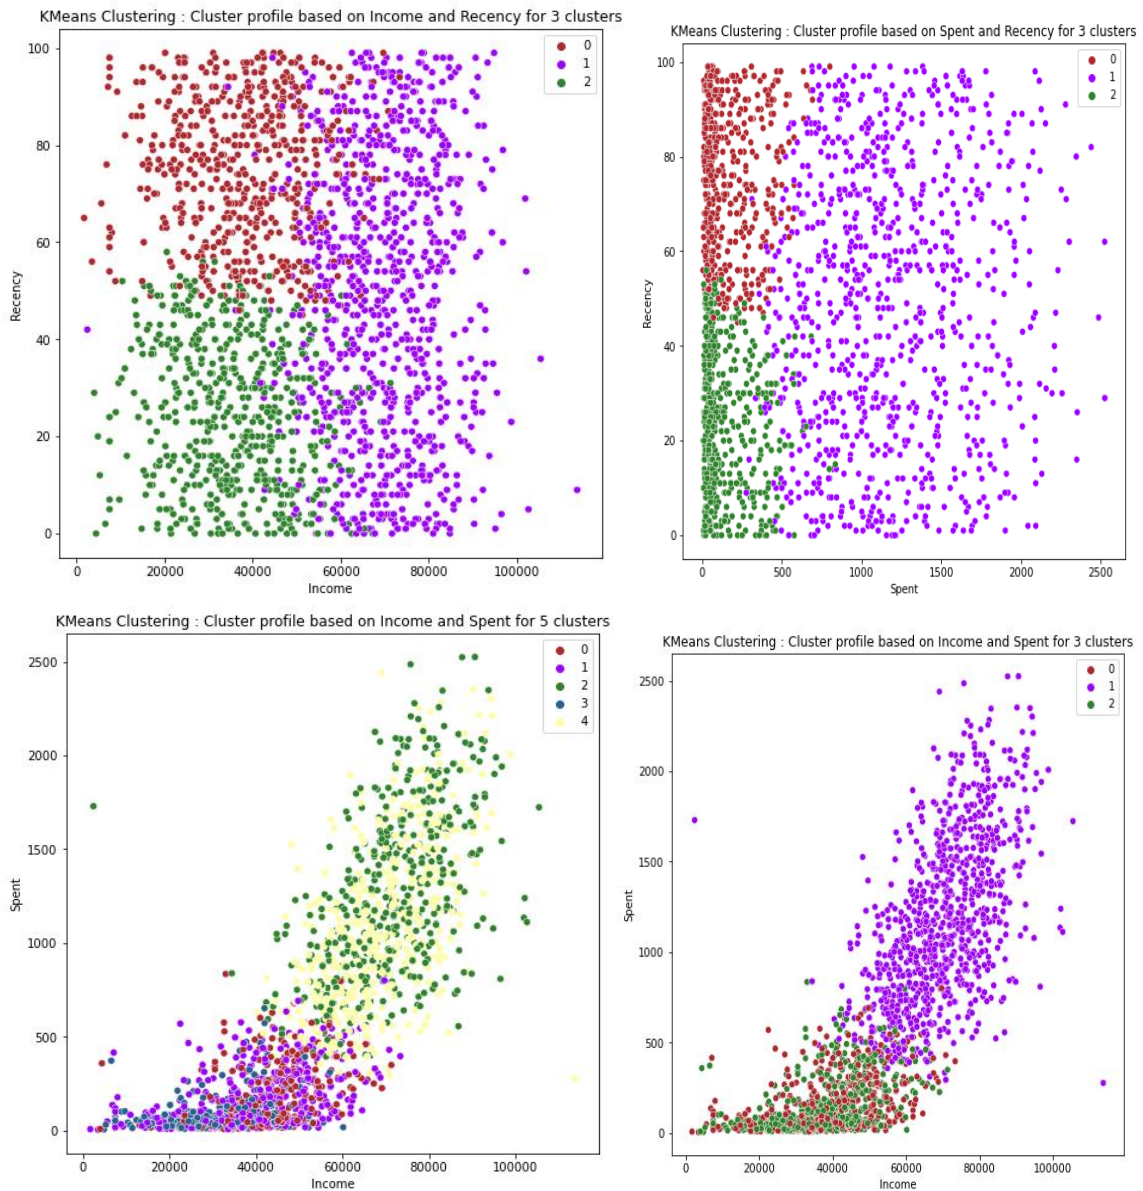 KMeans Clustering : Cluster profile based on Income and Recency for 3 clusters
0
1
2
100
80
60
40
20
0
Recency
0 20000 40000 60000 80000 100000
Income
KMeans Clustering : Cluster profile based on Spent and Recency for 3 clusters
0
1
2
100
80
60
40
20
0
Recency
0 500 1000 1500 2000 2500
Spent
KMeans Clustering : Cluster profile based on Income and Spent for 5 clusters
0
1
2
3
4
2500
2000
1500
1000
500
0
Spent
0 20000 40000 60000 80000 100000
Income
KMeans Clustering : Cluster profile based on Income and Spent for 3 clusters
0
1
2
2500
2000
1500
1000
500
0
Spent
0 20000 40000 60000 80000 100000
Income